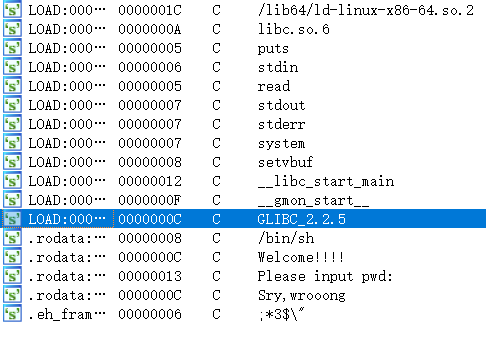 's' LOAD:000··· 0000001C C /lib64/ld-linux-x86-64.so.2
's' LOAD:000··· 0000000A C libc.so.6
's' LOAD:000··· 00000005 C puts
's' LOAD:000··· 00000006 C stdin
's' LOAD:000··· 00000005 C read
's' LOAD:000··· 00000007 C stdout
's' LOAD:000··· 00000007 C stderr
's' LOAD:000··· 00000007 C system
's' LOAD:000··· 00000008 C setvbuf
's' LOAD:000··· 00000012 C __libc_start_main
's' LOAD:000··· 0000000F C __gmon_start__
's' LOAD:000··· 0000000C C GLIBC_2.2.5
's' .rodata:··· 00000008 C /bin/sh
's' .rodata:··· 0000000C C Welcome!!!!
's' .rodata:··· 00000013 C Please input pwd:
's' .rodata:··· 0000000C C Sry,wrooong
's' .eh_fram··· 00000006 C ;*3$\"